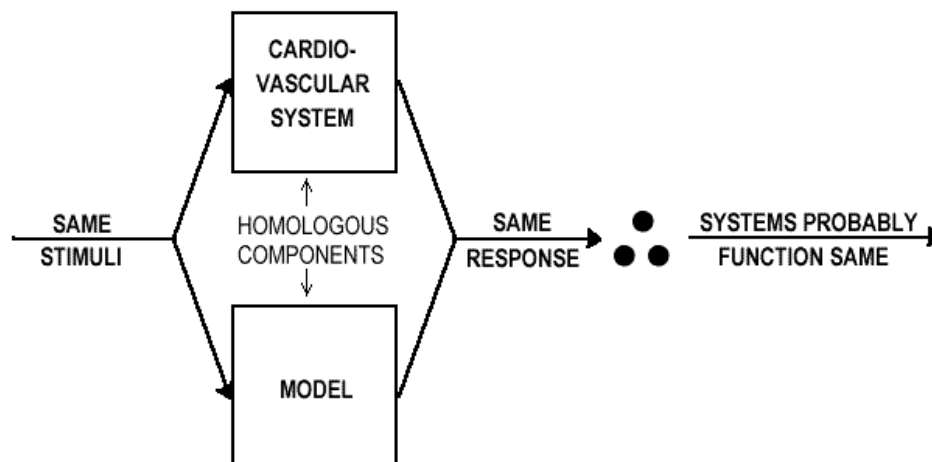 CARDIO-
VASCULAR
SYSTEM
SAME
STIMULI
HOMOLOGOUS
COMPONENTS
SAME
RESPONSE
SYSTEMS PROBABLY
FUNCTION SAME
MODEL